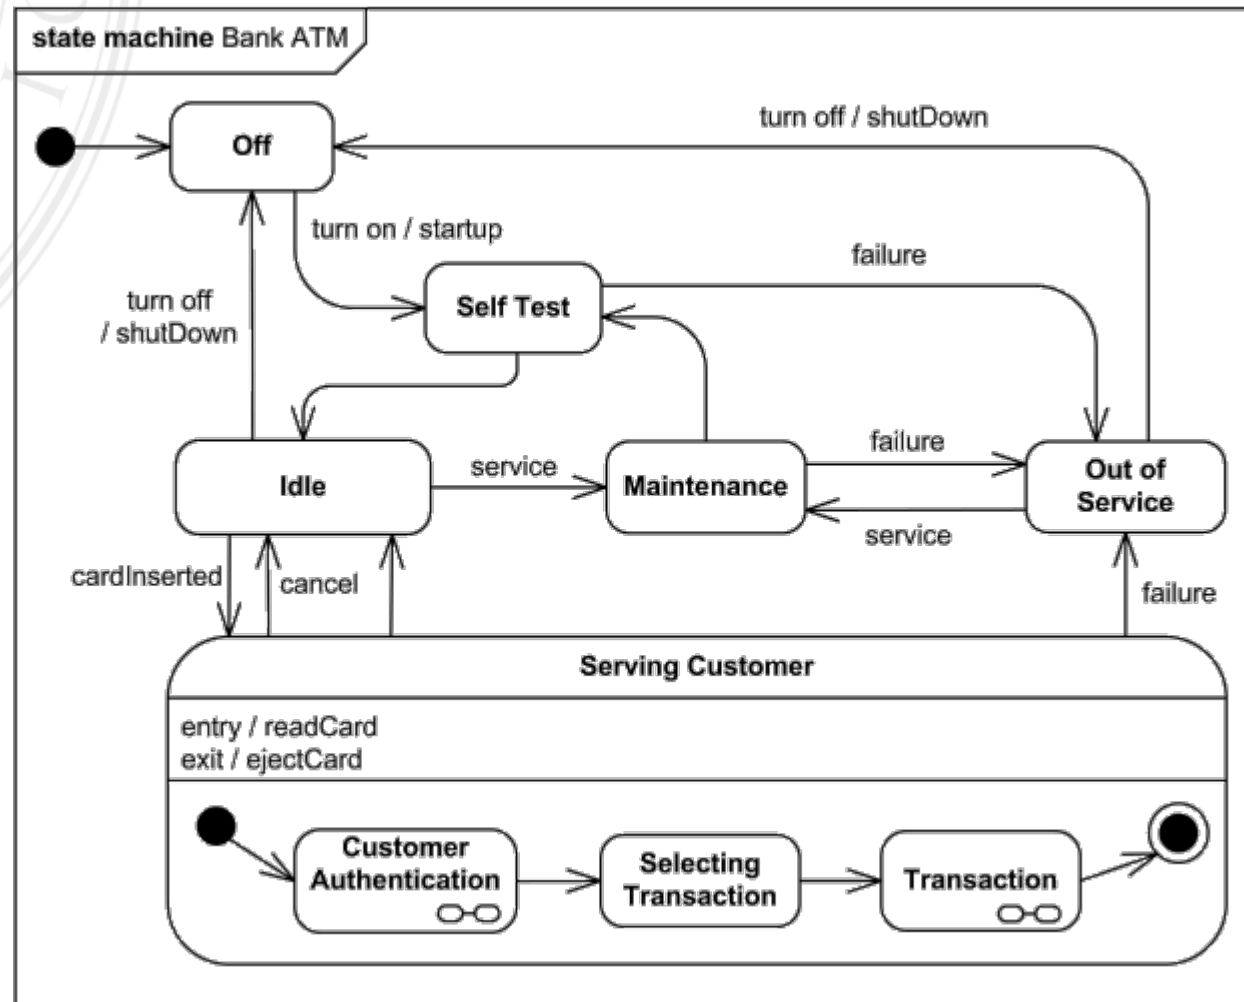 state machine Bank ATM
Off
turn off / shutDown
turn on / startup
failure
Self Test
turn off
/ shutDown
Idle
service
Maintenance
failure
Out of
Service
service
cardInserted
cancel
failure
Serving Customer
entry / readCard
exit / ejectCard
Customer
Authentication
Selecting
Transaction
Transaction